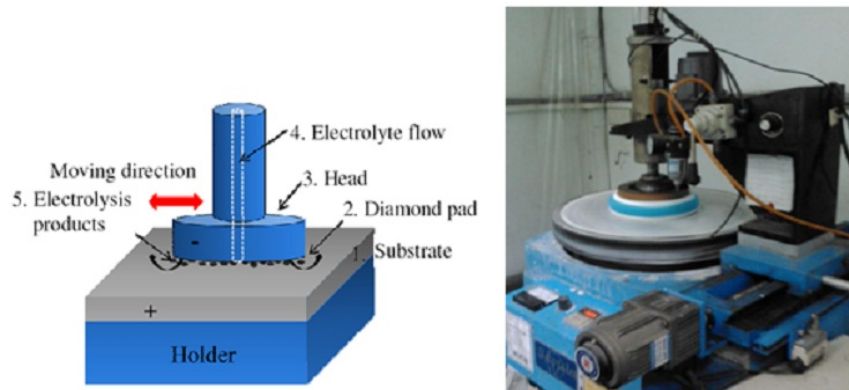 4. Electrolyte flow
Moving direction
3. Head
5. Electrolysis
products
2. Diamond pad
1. Substrate
-
+
Holder